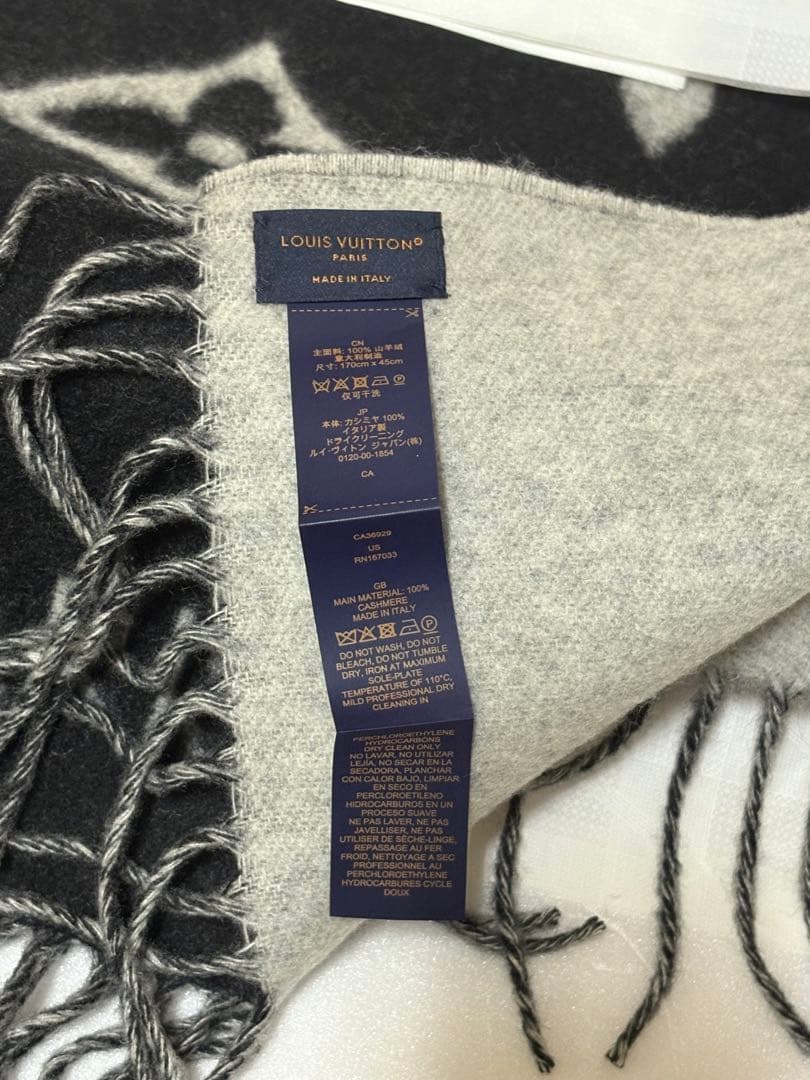 LOUIS VUITTON®
PARIS
MADE IN ITALY
CN
主面料: 100% 山羊绒
意大利制造
尺寸: 170cm x 45cm
仅可干洗
JP
本体: カシミヤ 100%
イタリア製
ドライクリーニング
ルイ・ヴィトン ジャパン(株)
0120-00-1854
CA
CA36929
US
RN167033
GB
MAIN MATERIAL: 100%
CASHMERE
MADE IN ITALY
DO NOT WASH, DO NOT
BLEACH, DO NOT TUMBLE
DRY, IRON AT MAXIMUM
SOLE-PLATE
TEMPERATURE OF 110°C,
MILD PROFESSIONAL DRY
CLEANING IN
PERCHLOROETHYLENE
HYDROCARBONS
DRY CLEAN ONLY
NO LAVAR, NO UTILIZAR
LEJÍA, NO SECAR EN LA
SECADORA, PLANCHAR
CON CALOR BAJO, LIMPIAR
EN SECO EN
PERCLOROETILENO
HIDROCARBUROS EN UN
PROCESO SUAVE
NE PAS LAVER, NE PAS
JAVELLISER, NE PAS
UTILISER DE SÈCHE-LINGE,
REPASSAGE AU FER
FROID, NETTOYAGE A SEC
PROFESSIONNEL AU
PERCHLOROETHYLENE
HYDROCARBURES CYCLE
DOUX